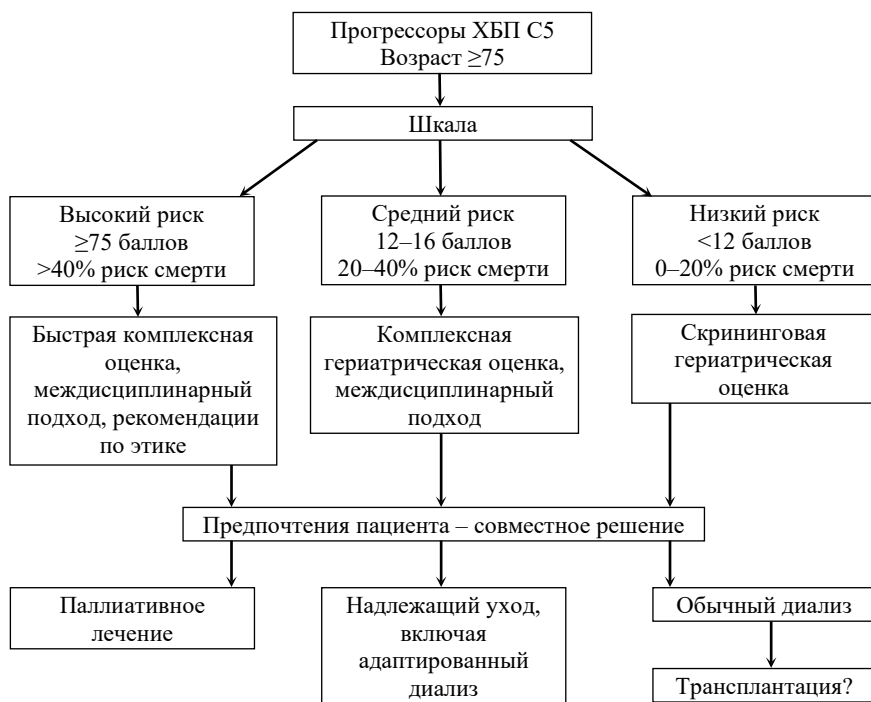 Прогрессоры ХБП С5
Возраст ≥75
Шкала
Высокий риск
≥75 баллов
>40% риск смерти
Средний риск
12–16 баллов
20–40% риск смерти
Низкий риск
<12 баллов
0–20% риск смерти
Быстрая комплексная
оценка,
междисциплинарный
подход, рекомендации
по этике
Комплексная
гериатрическая оценка,
междисциплинарный
подход
Скрининговая
гериатрическая
оценка
Предпочтения пациента – совместное решение
Паллиативное
лечение
Надлежащий уход,
включая
адаптированный
диализ
Обычный диализ
Трансплантация?